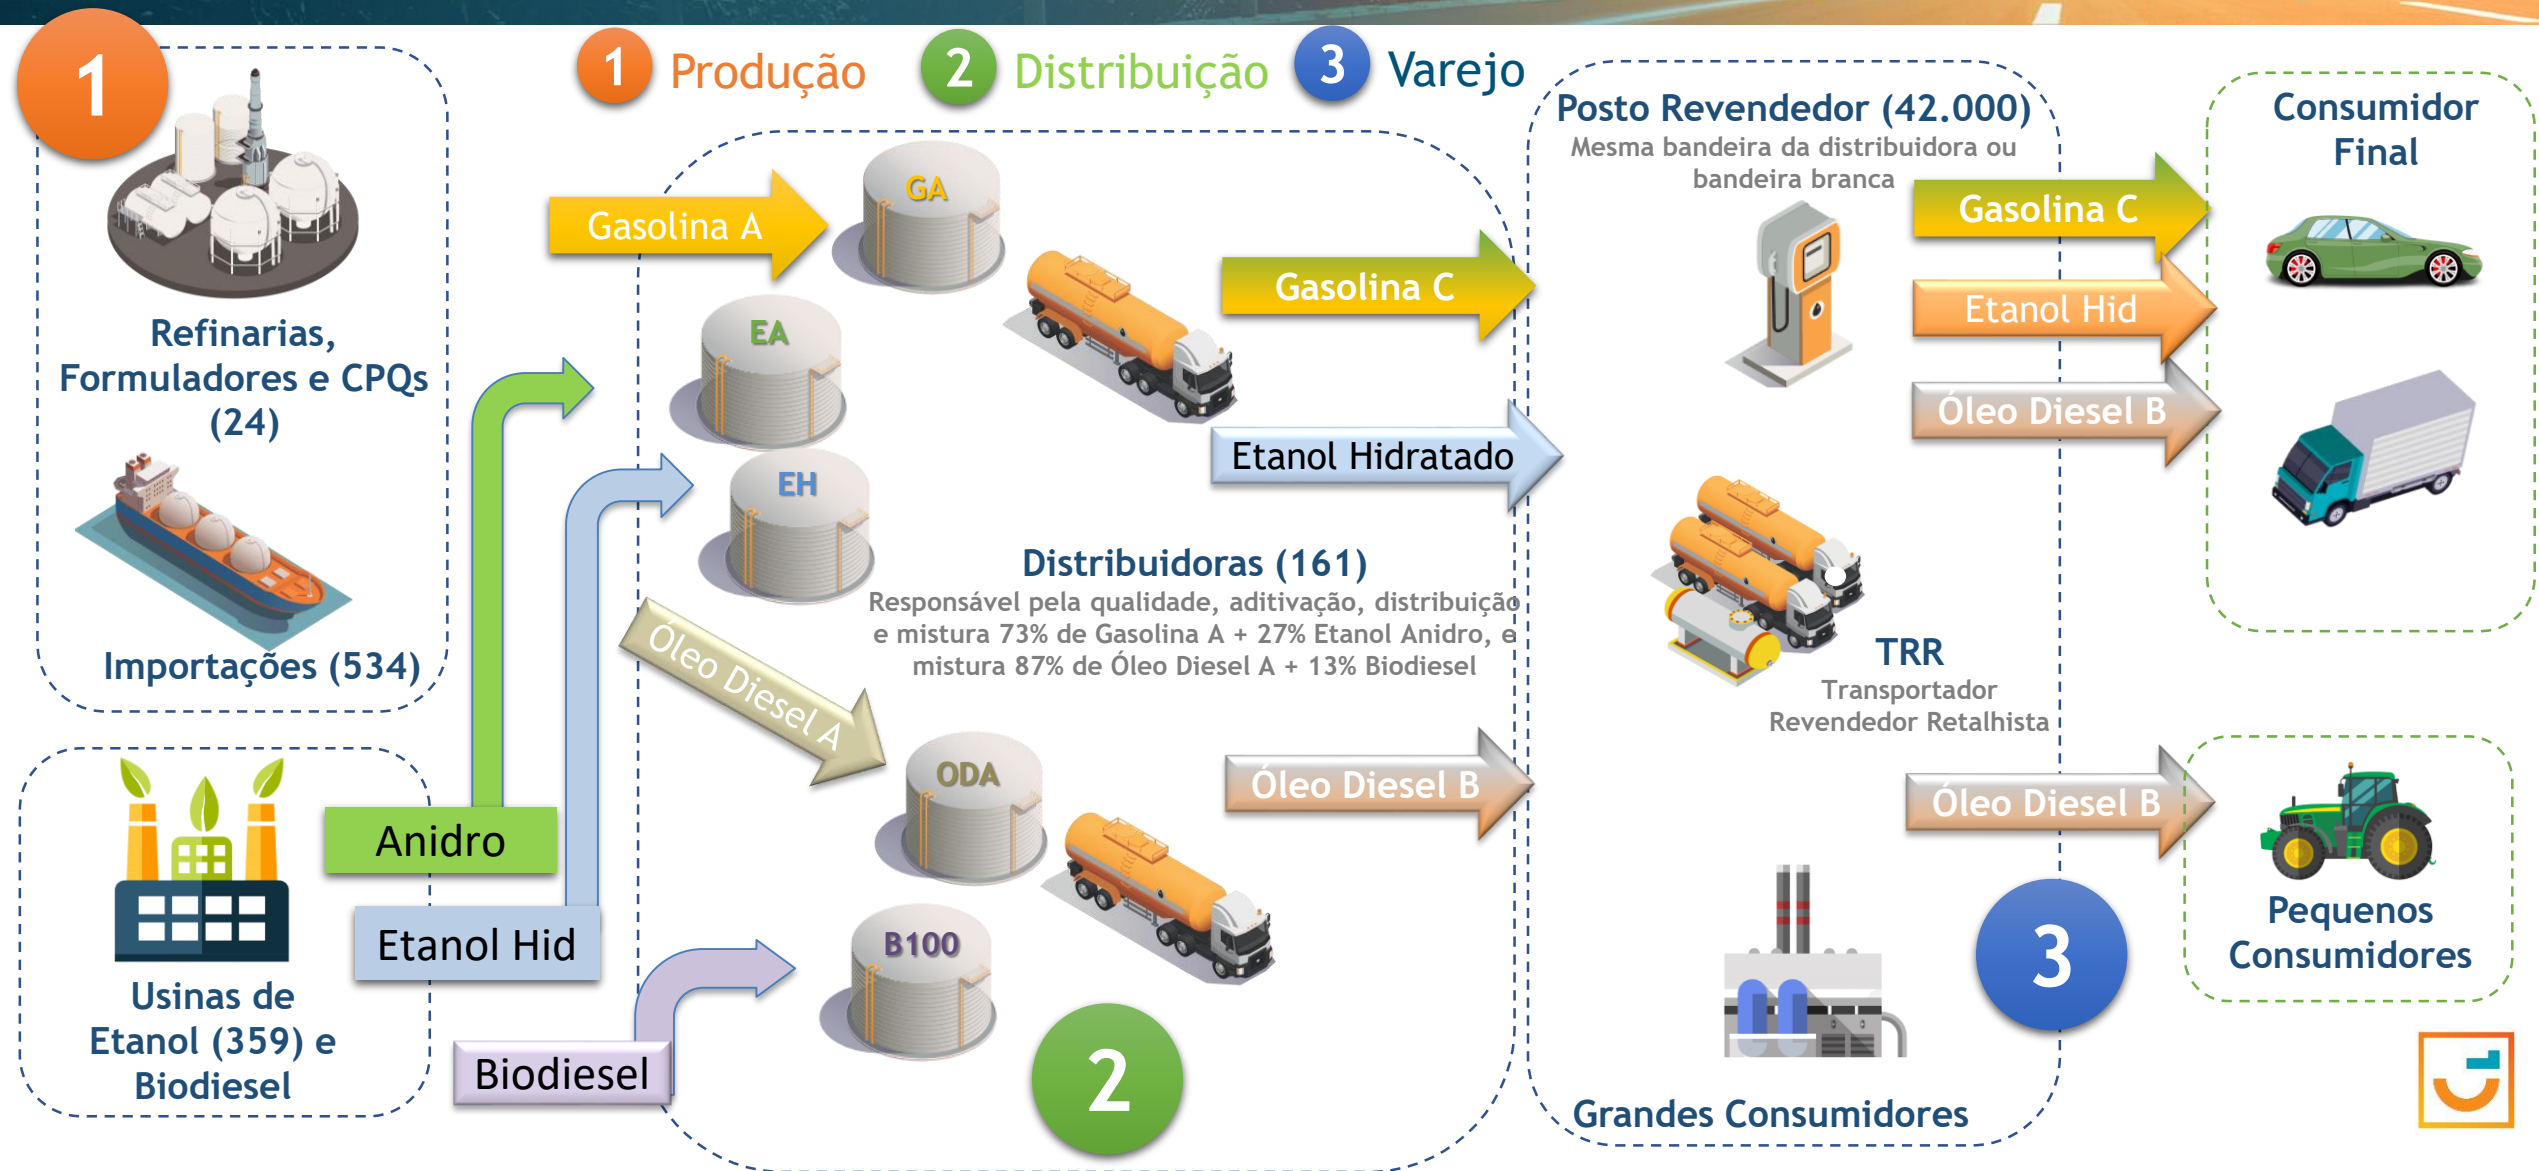 1
1 Produção
2 Distribuição
3 Varejo
Refinarias,
Formuladores e CPQs
(24)
Importações (534)
Usinas de
Etanol (359) e
Biodiesel
Anidro
Etanol Hid
Biodiesel
Gasolina A
GA
EA
EH
Óleo Diesel A
ODA
B100
Gasolina C
Etanol Hidratado
Distribuidoras (161)
Responsável pela qualidade, aditivação, distribuição
e mistura 73% de Gasolina A + 27% Etanol Anidro, e
mistura 87% de Óleo Diesel A + 13% Biodiesel
Óleo Diesel B
2
Posto Revendedor (42.000)
Mesma bandeira da distribuidora ou
bandeira branca
TRR
Transportador
Revendedor Retalhista
Grandes Consumidores
3
Gasolina C
Etanol Hid
Óleo Diesel B
Óleo Diesel B
Consumidor
Final
Pequenos
Consumidores